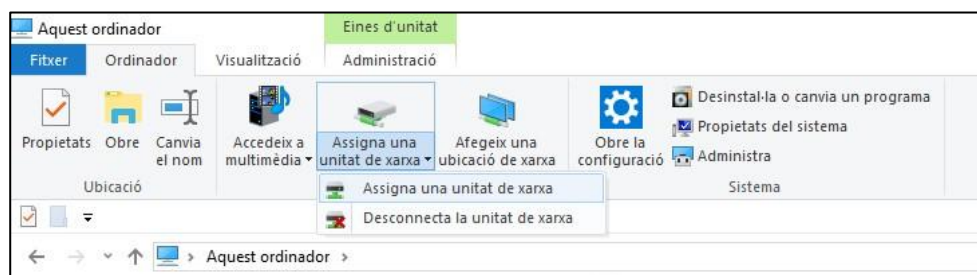 Aquest ordinador
Eines d'unitat
Fitxer Ordinador Visualització Administració
Propietats
Obre
Canvia
el nom
Accedeix a
multimèdia
Assigna una
unitat de xarxa
Afegeix una
ubicació de xarxa
Obre la
configuració
Desinstal·la o canvia un programa
Propietats del sistema
Administra
Ubicació
Sistema
Assigna una unitat de xarxa
Desconnecta la unitat de xarxa
Aquest ordinador